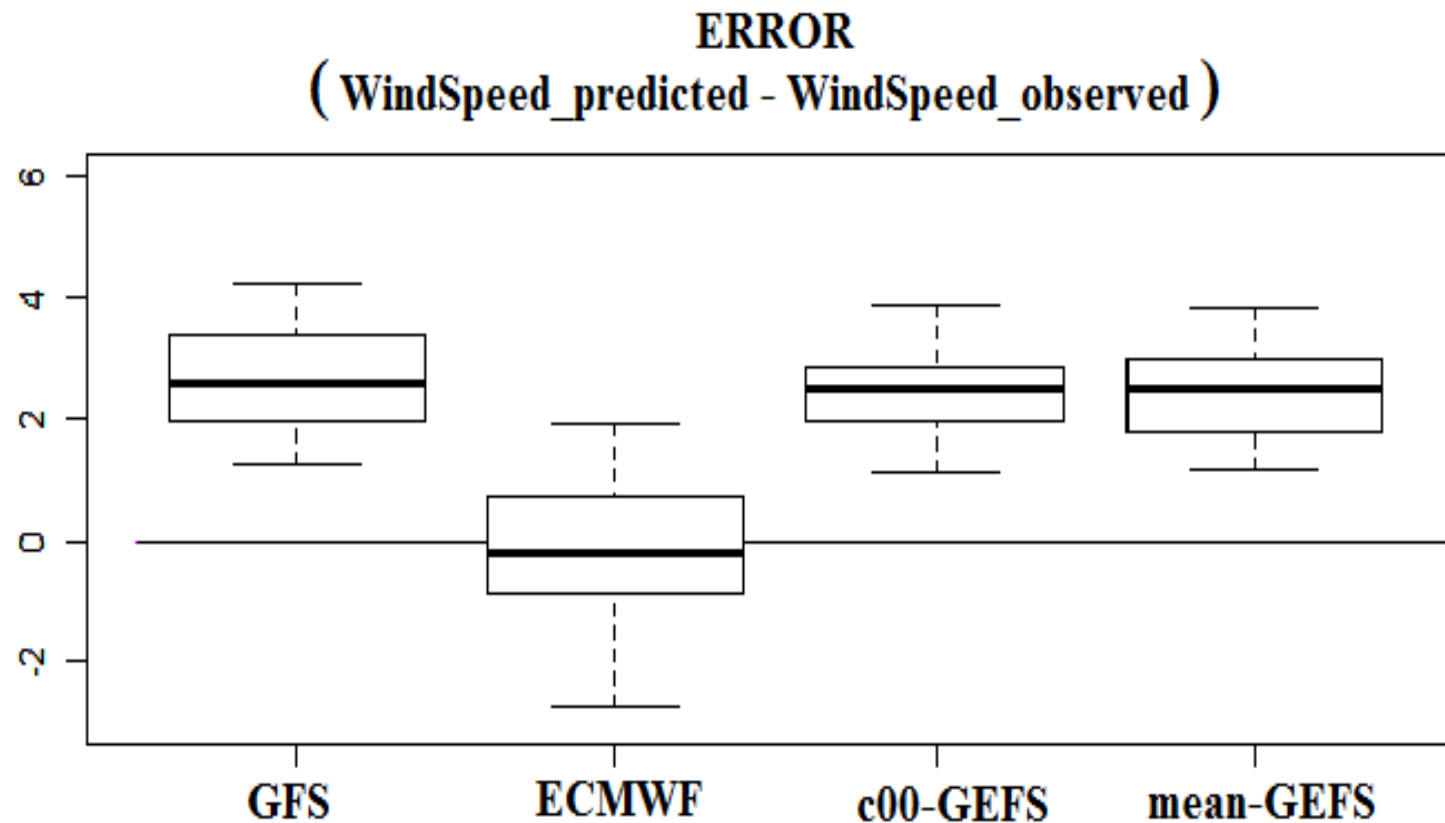 ERROR
( WindSpeed_predicted - WindSpeed_observed )
6
4
2
0
-2
GFS ECMWF c00-GEFS mean-GEFS